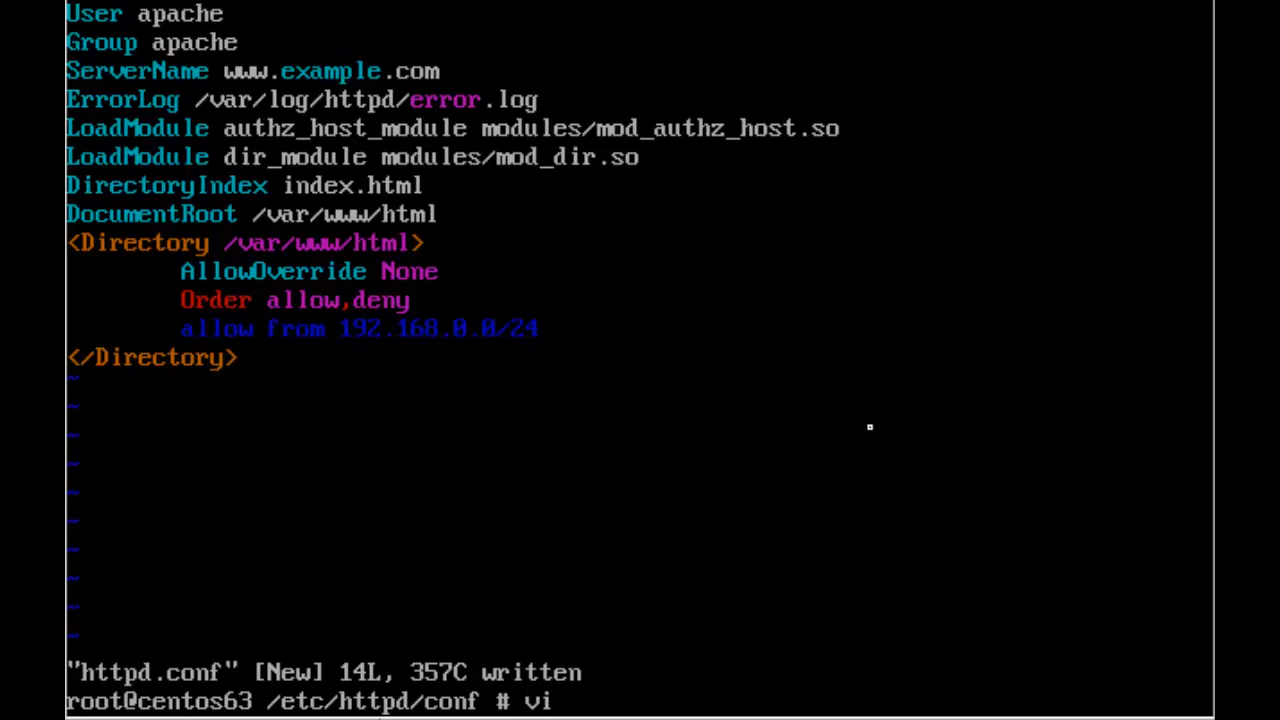 User apache
Group apache
ServerName www.example.com
ErrorLog /var/log/httpd/error.log
LoadModule authz_host_module modules/mod_authz_host.so
LoadModule dir_module modules/mod_dir.so
DirectoryIndex index.html
DocumentRoot /var/www/html
<Directory /var/www/html>
        AllowOverride None
        Order allow,deny
        allow from 192.168.0.0/24
</Directory>
~
~
~
~
~
~
~
~
~
~
"httpd.conf" [New] 14L, 357C written
root@centos63 /etc/httpd/conf # vi